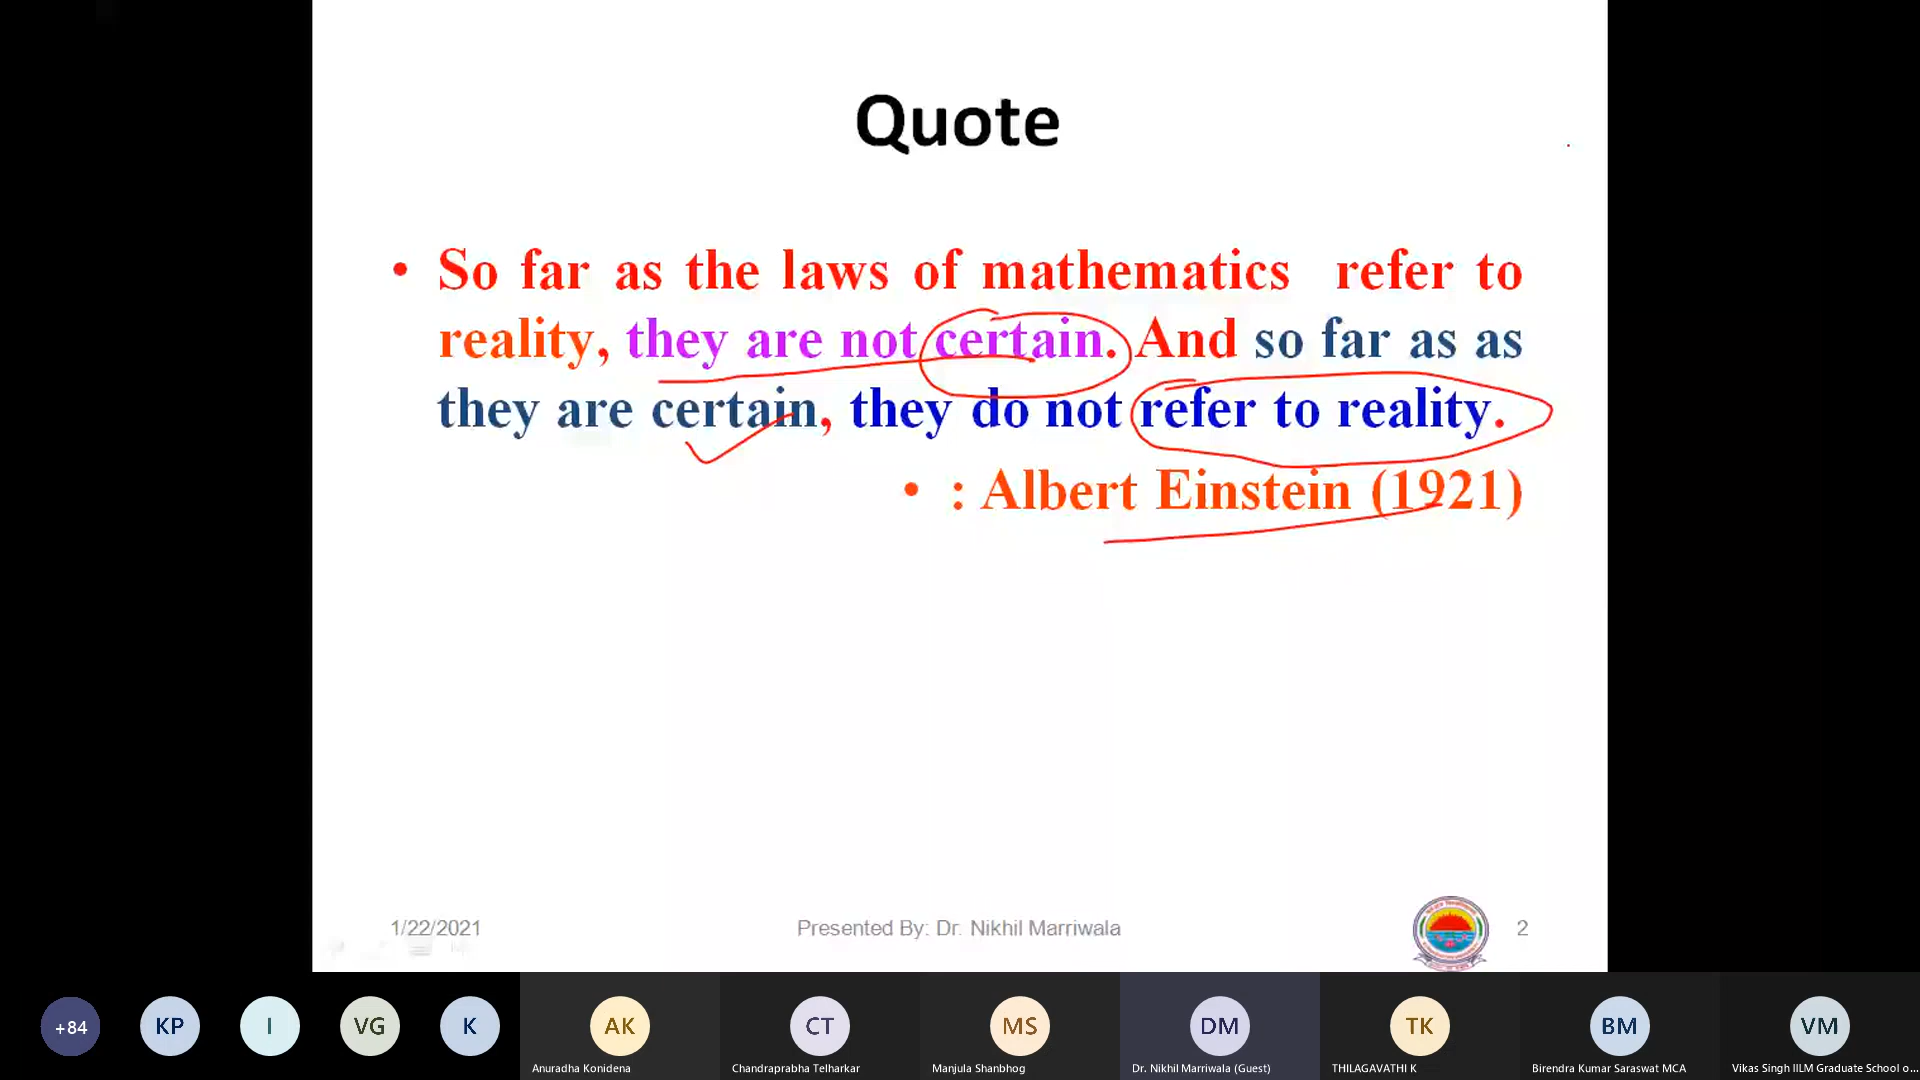 Quote
• So far as the laws of mathematics refer to
reality, they are not certain. And so far as as
they are certain, they do not refer to reality.
• : Albert Einstein (1921)
1/22/2021
Presented By: Dr. Nikhil Marriwala
2
+84
KP
I
VG
K
AK
CT
MS
DM
TK
BM
VM
Anuradha Konidena
Chandraprabha Telharkar
Manjula Shanbhog
Dr. Nikhil Marriwala (Guest)
THILAGAVATHI K
Birendra Kumar Saraswat MCA
Vikas Singh IILM Graduate School o...